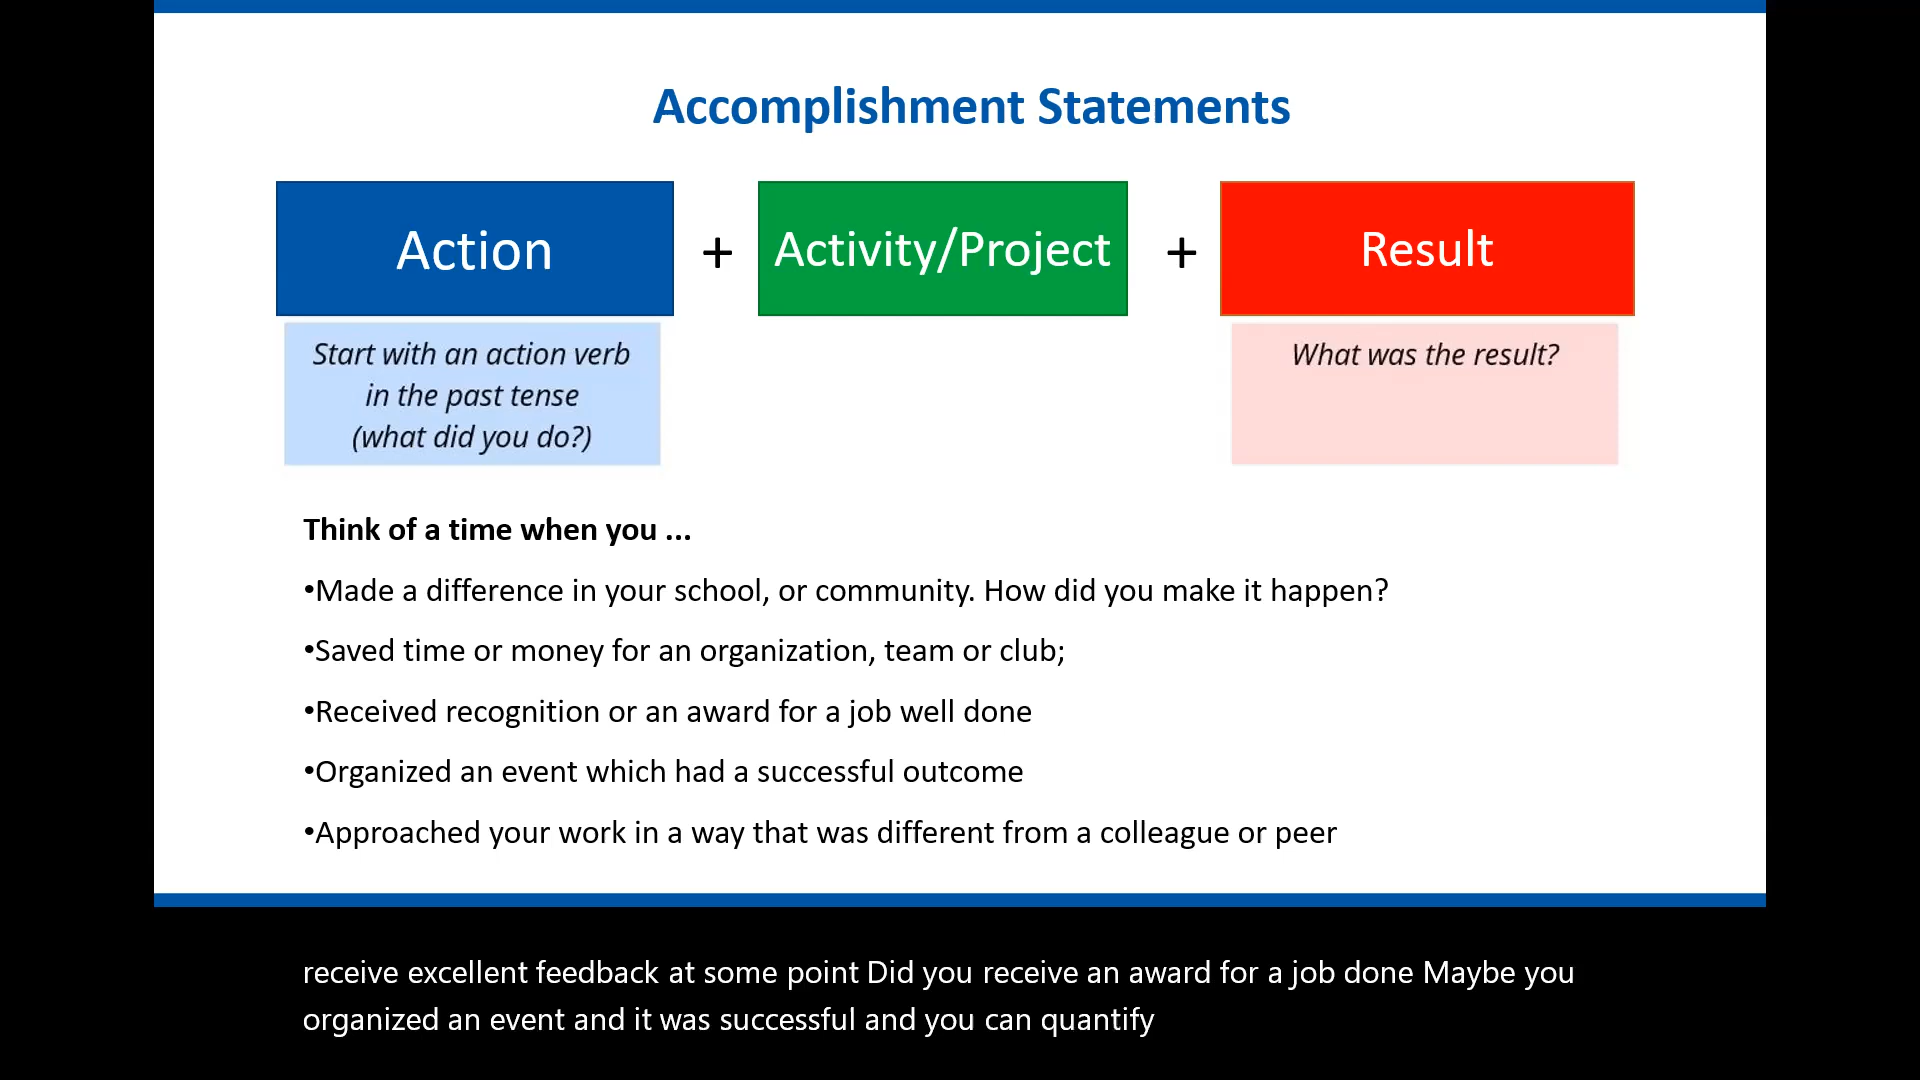 Accomplishment Statements
Action + Activity/Project + Result
Start with an action verb
in the past tense
(what did you do?)
What was the result?
Think of a time when you ...
•Made a difference in your school, or community. How did you make it happen?
•Saved time or money for an organization, team or club;
•Received recognition or an award for a job well done
•Organized an event which had a successful outcome
•Approached your work in a way that was different from a colleague or peer
receive excellent feedback at some point Did you receive an award for a job done Maybe you
organized an event and it was successful and you can quantify